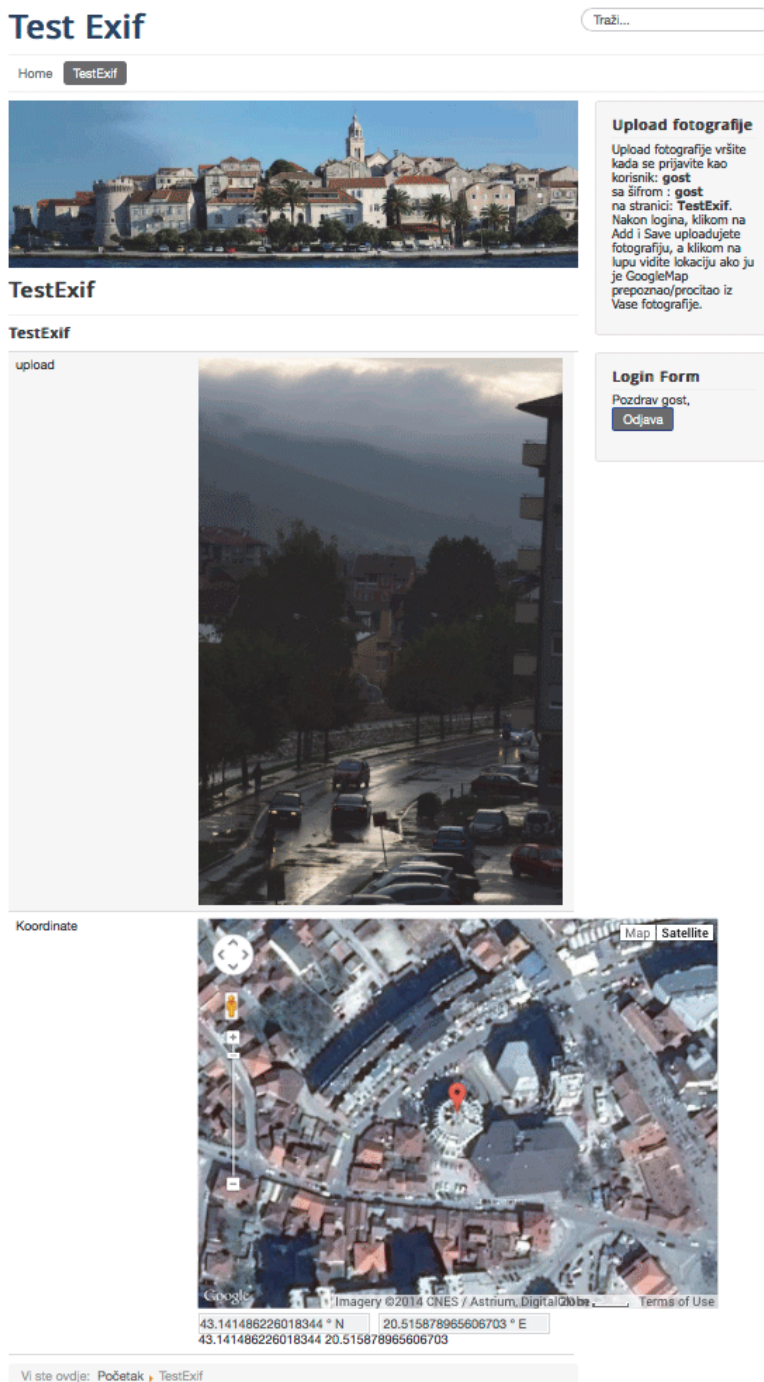 Test Exif
Traži...
Home
TestExif
Upload fotografije
Upload fotografije vršite
kada se prijavite kao
korisnik: gost
sa šifrom : gost
na stranici: TestExif.
Nakon logina, klikom na
Add i Save uploadujete
fotografiju, a klikom na
lupu vidite lokaciju ako ju
je GoogleMap
prepoznao/procitao iz
Vase fotografije.
TestExif
TestExif
upload
Login Form
Pozdrav gost,
Odjava
Koordinate
Map
Satellite
Google
Imagery ©2014 CNES / Astrium, DigitalGlobe
Terms of Use
43.141486226018344 ° N
20.515878965606703 ° E
43.141486226018344 20.515878965606703
Vi ste ovdje: Početak
TestExif